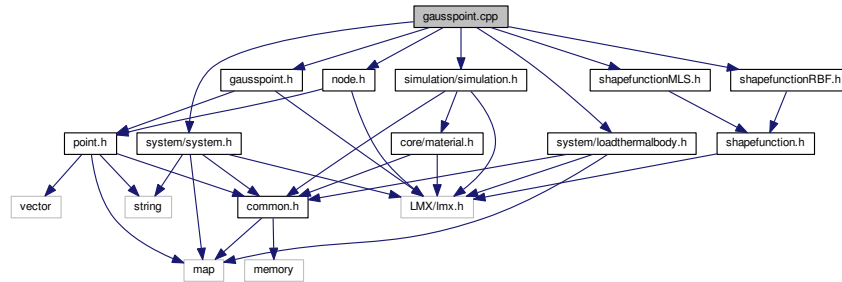 gausspoint.cpp
gausspoint.h
node.h
simulation/simulation.h
shapefunctionMLS.h
shapefunctionRBF.h
point.h
system/system.h
core/material.h
system/loadthermalbody.h
shapefunction.h
vector
string
common.h
LMX/lmx.h
map
memory